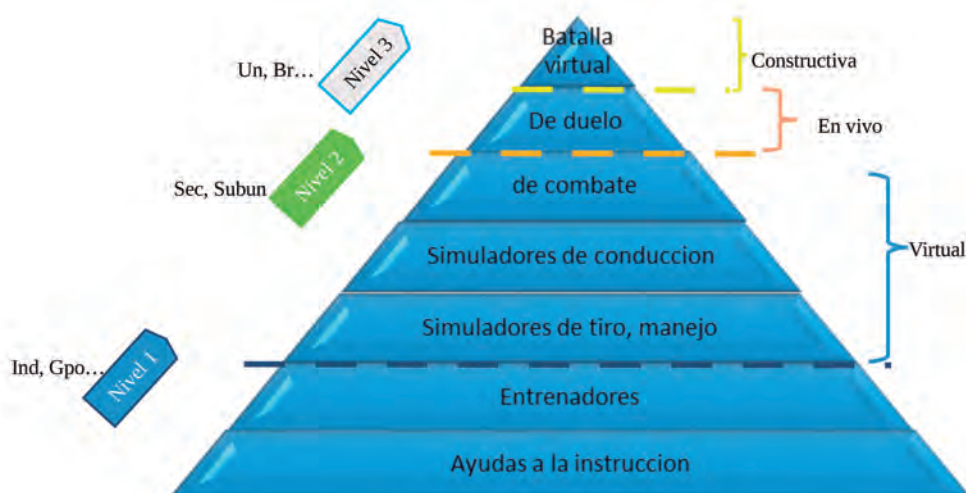 Batalla
virtual
Constructiva
Nivel 3
Un, Br...
De duelo
En vivo
Nivel 2
Sec, Subun
de combate
Simuladores de conduccion
Virtual
Simuladores de tiro, manejo
Nivel 1
Ind, Gpo...
Entrenadores
Ayudas a la instruccion